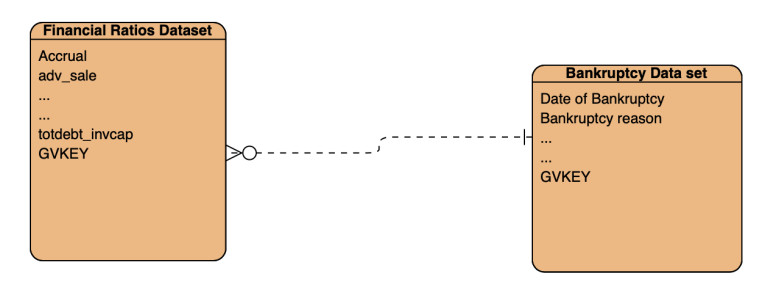 Financial Ratios Dataset
Accrual
adv_sale
...
...
totdebt_invcap
GVKEY
Bankruptcy Data set
Date of Bankruptcy
Bankruptcy reason
...
...
GVKEY